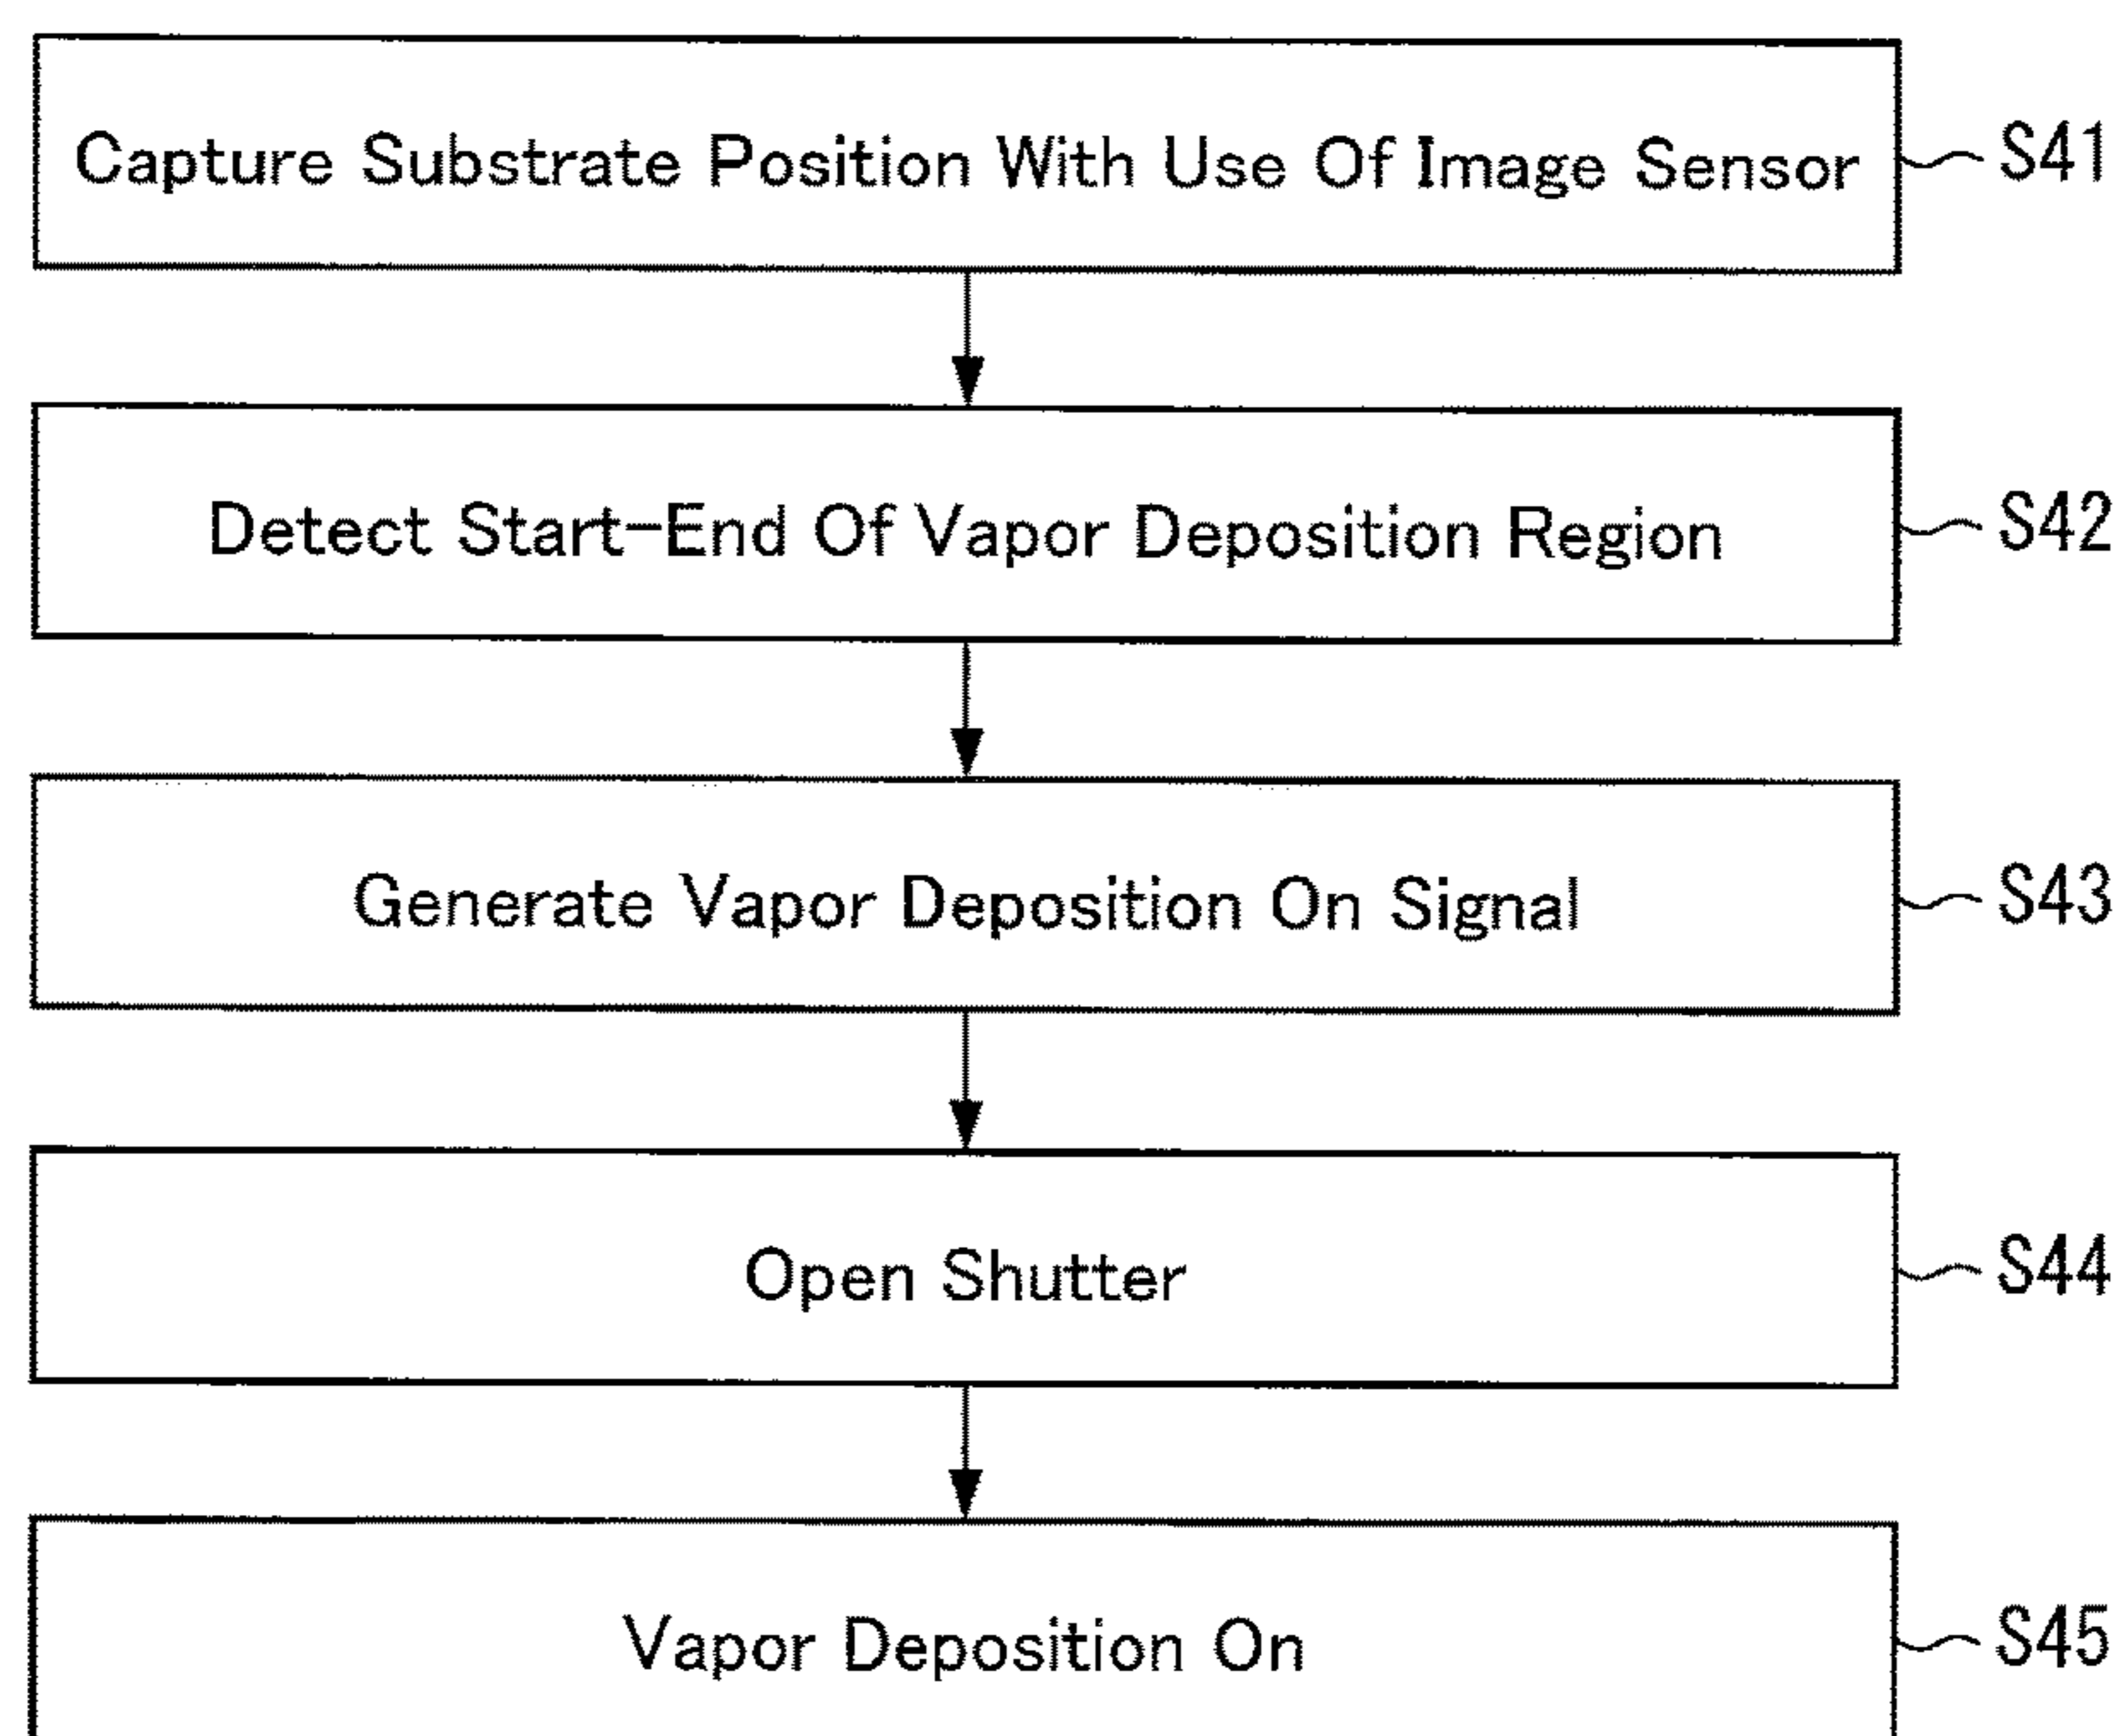 Capture Substrate Position With Use Of Image Sensor S41
Detect Start-End Of Vapor Deposition Region S42
Generate Vapor Deposition On Signal S43
Open Shutter S44
Vapor Deposition On S45